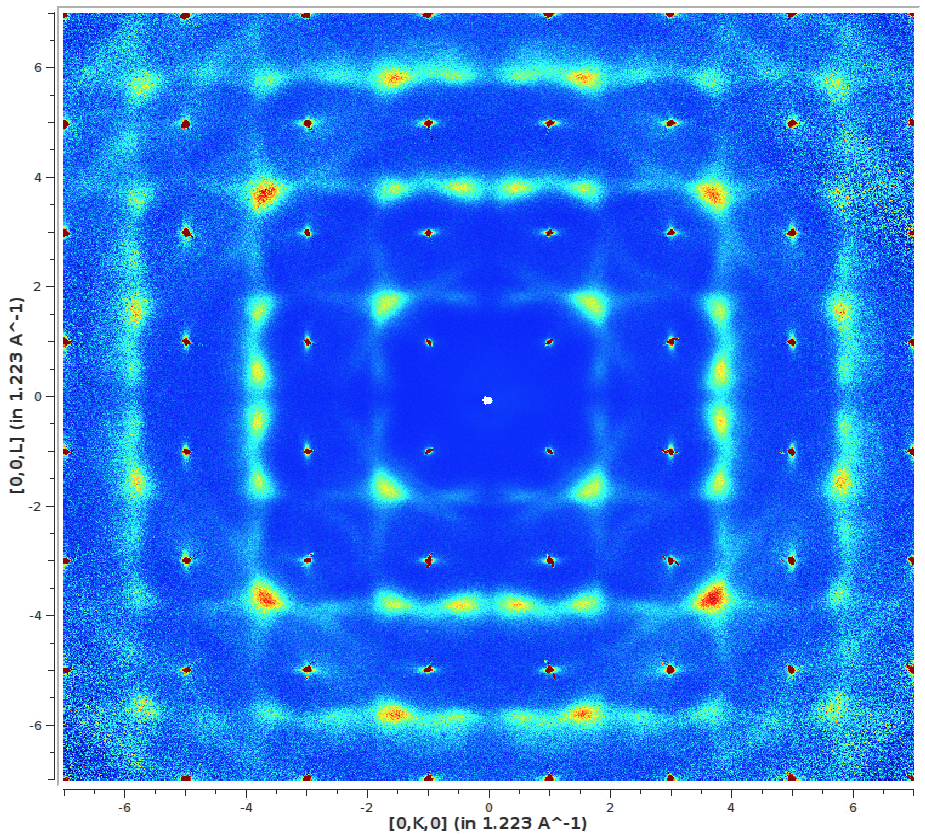 6
4
2
0
-2
-4
-6
[0,0,L] (in 1.223 A^-1)
-6 -4 -2 0 2 4 6
[0,K,0] (in 1.223 A^-1)